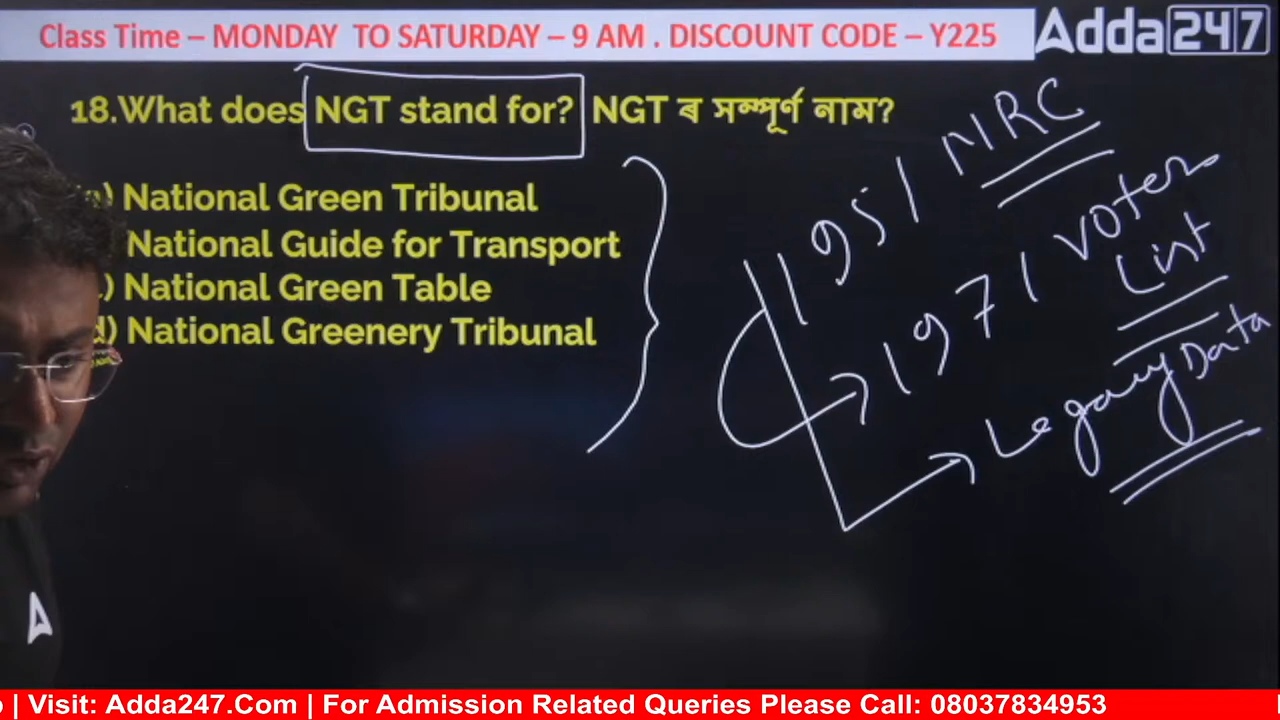 Class Time – MONDAY TO SATURDAY – 9 AM . DISCOUNT CODE – Y225
Adda247
18.What does NGT stand for? NGT ৰ সম্পূৰ্ণ নাম?
a) National Green Tribunal
National Guide for Transport
) National Green Table
d) National Greenery Tribunal
1951 NRC
1971 Voters
List
Legacy Data
| Visit: Adda247.Com | For Admission Related Queries Please Call: 08037834953